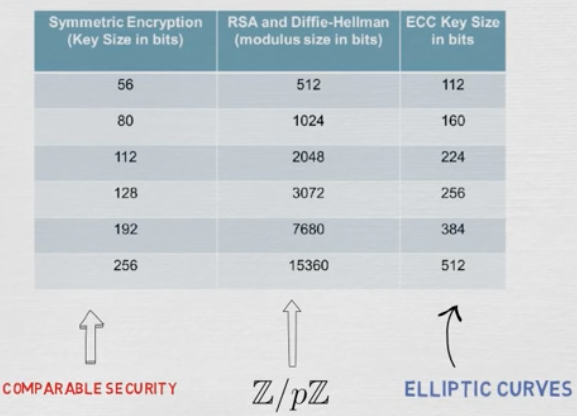 Symmetric Encryption RSA and Diffie-Hellman ECC Key Size
(Key Size in bits) (modulus size in bits) in bits
56 512 112
80 1024 160
112 2048 224
128 3072 256
192 7680 384
256 15360 512
COMPARABLE SECURITY ℤ/pℤ ELLIPTIC CURVES